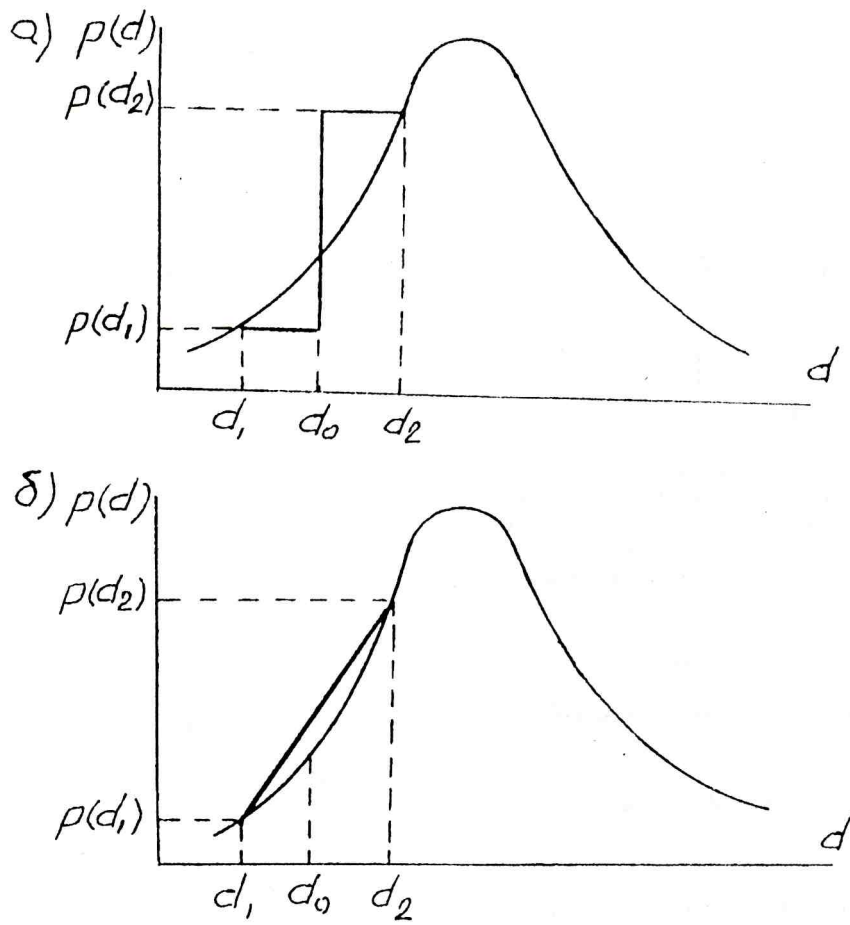 а) p(d)
p(d₂)
p(d₁)
d
d₁ d₀ d₂
б) p(d)
p(d₂)
p(d₁)
d
d₁ d₀ d₂